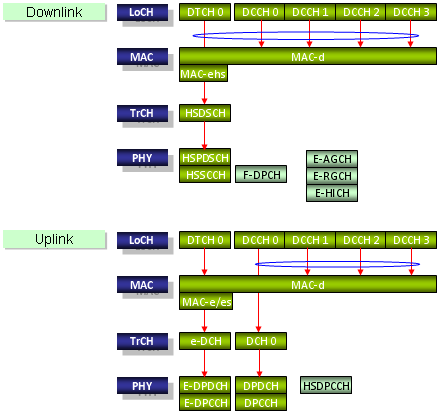 Downlink
LoCH DTCH 0 DCCH 0 DCCH 1 DCCH 2 DCCH 3
MAC MAC-d
MAC-ehs
TrCH HSDSCH
PHY HSPDSCH E-AGCH
HSSCCH F-DPCH E-RGCH
E-HICH
Uplink
LoCH DTCH 0 DCCH 0 DCCH 1 DCCH 2 DCCH 3
MAC MAC-d
MAC-e/es
TrCH e-DCH DCH 0
PHY E-DPDCH DPDCH HSDPCCH
E-DPCCH DPCCH